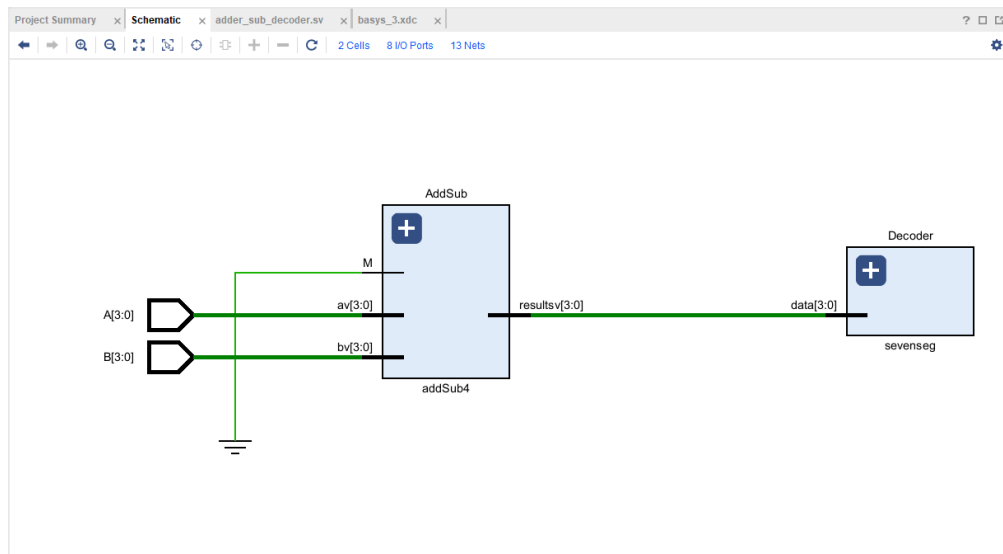 Project Summary × Schematic × adder_sub_decoder.sv × basys_3.xdc × ?
2 Cells 8 I/O Ports 13 Nets
AddSub
Decoder
M
A[3:0] av[3:0] resultsv[3:0] data[3:0]
sevenseg
B[3:0] bv[3:0]
addSub4